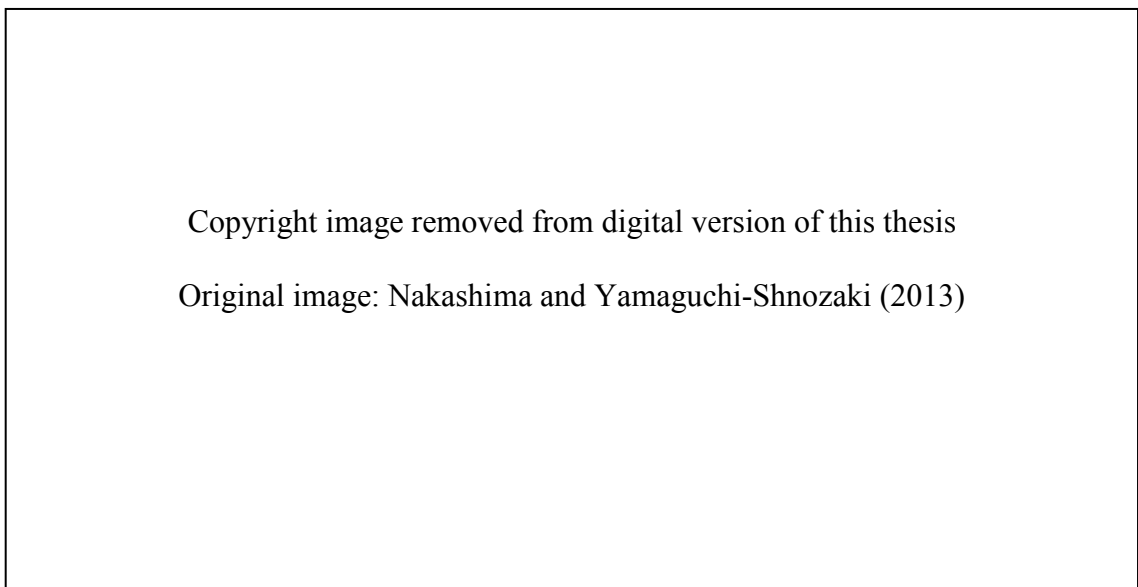 Copyright image removed from digital version of this thesis
Original image: Nakashima and Yamaguchi-Shnozaki (2013)